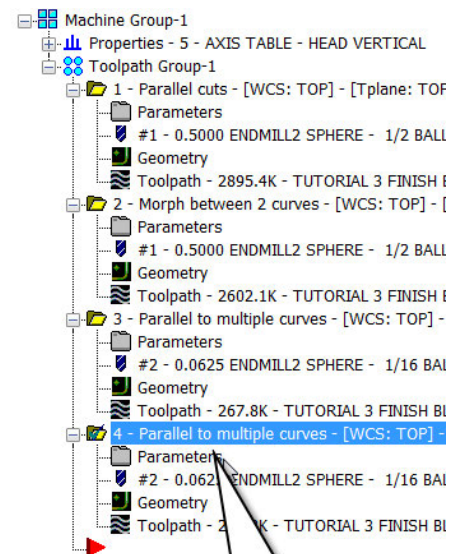 Machine Group-1
Properties - 5 - AXIS TABLE - HEAD VERTICAL
Toolpath Group-1
1 - Parallel cuts - [WCS: TOP] - [Tplane: TOP
Parameters
#1 - 0.5000 ENDMILL2 SPHERE - 1/2 BALL
Geometry
Toolpath - 2895.4K - TUTORIAL 3 FINISH
2 - Morph between 2 curves - [WCS: TOP] - [
Parameters
#1 - 0.5000 ENDMILL2 SPHERE - 1/2 BALL
Geometry
Toolpath - 2602.1K - TUTORIAL 3 FINISH
3 - Parallel to multiple curves - [WCS: TOP] -
Parameters
#2 - 0.0625 ENDMILL2 SPHERE - 1/16 BAL
Geometry
Toolpath - 267.8K - TUTORIAL 3 FINISH BL
4 - Parallel to multiple curves - [WCS: TOP] -
Parameters
#2 - 0.062 ENDMILL2 SPHERE - 1/16 BAL
Geometry
Toolpath - TUTORIAL 3 FINISH BL